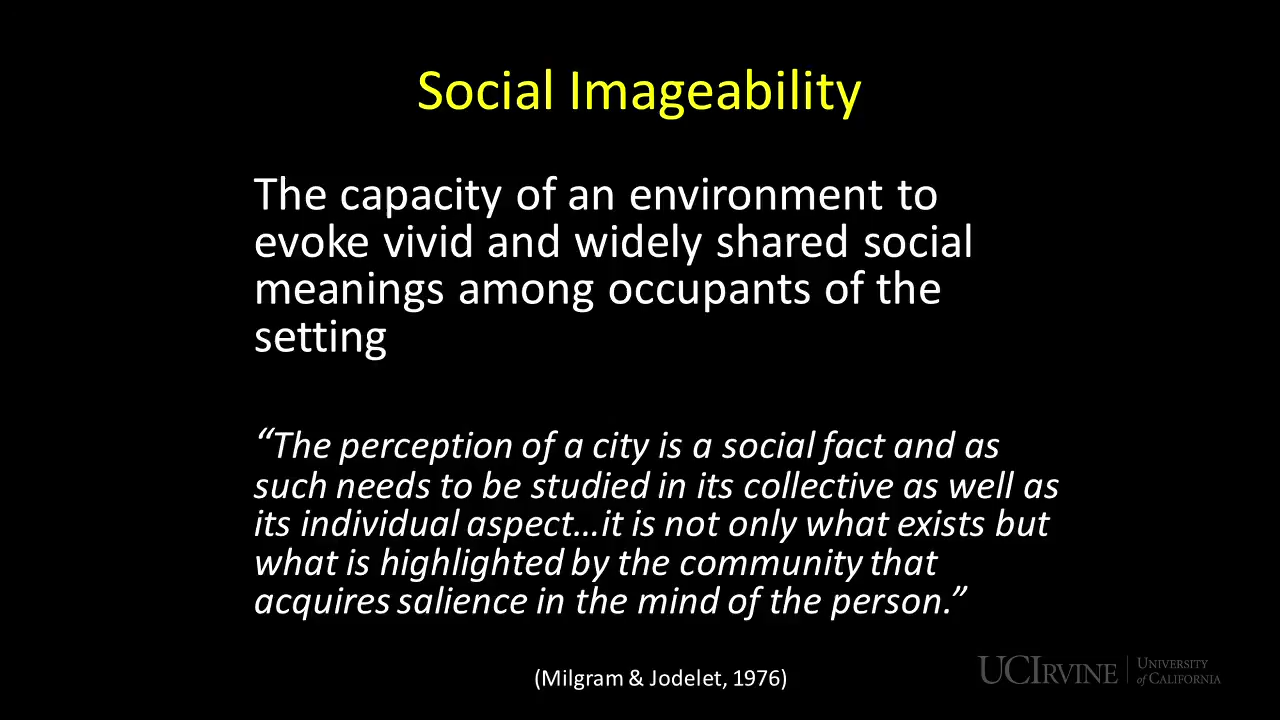 Social Imageability
The capacity of an environment to
evoke vivid and widely shared social
meanings among occupants of the
setting
“The perception of a city is a social fact and as
such needs to be studied in its collective as well as
its individual aspect…it is not only what exists but
what is highlighted by the community that
acquires salience in the mind of the person.”
(Milgram & Jodelet, 1976)
UCIRVINE | UNIVERSITY
of CALIFORNIA